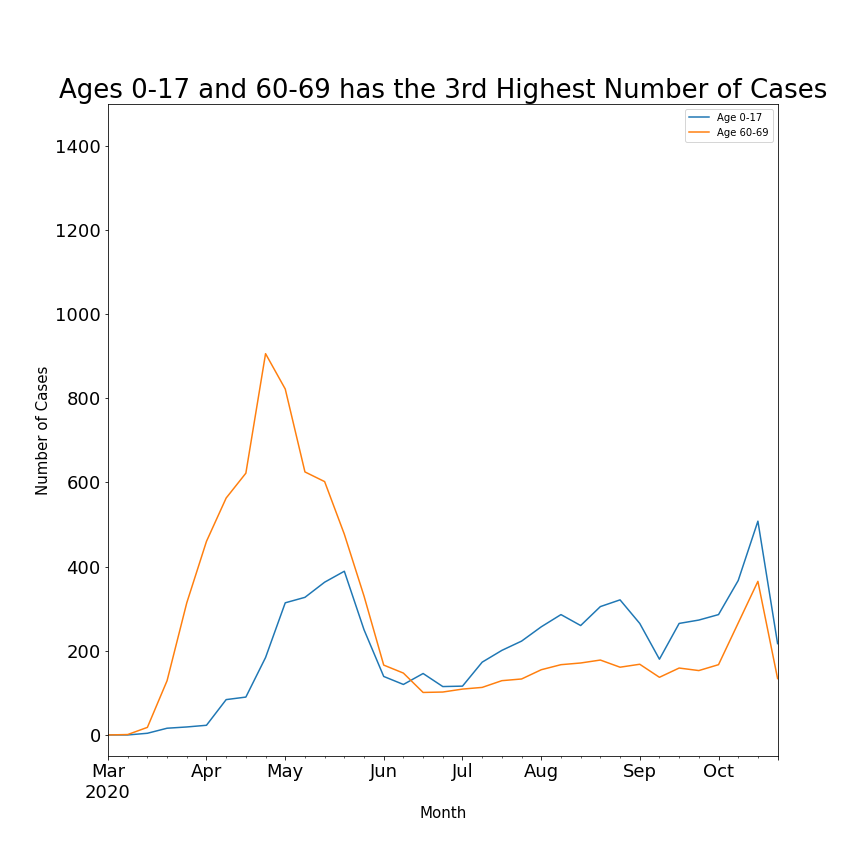 Ages 0-17 and 60-69 has the 3rd Highest Number of Cases
Age 0-17
Age 60-69
1400
1200
1000
800
600
400
200
0
Number of Cases
Mar Apr May Jun Jul Aug Sep Oct
2020
Month